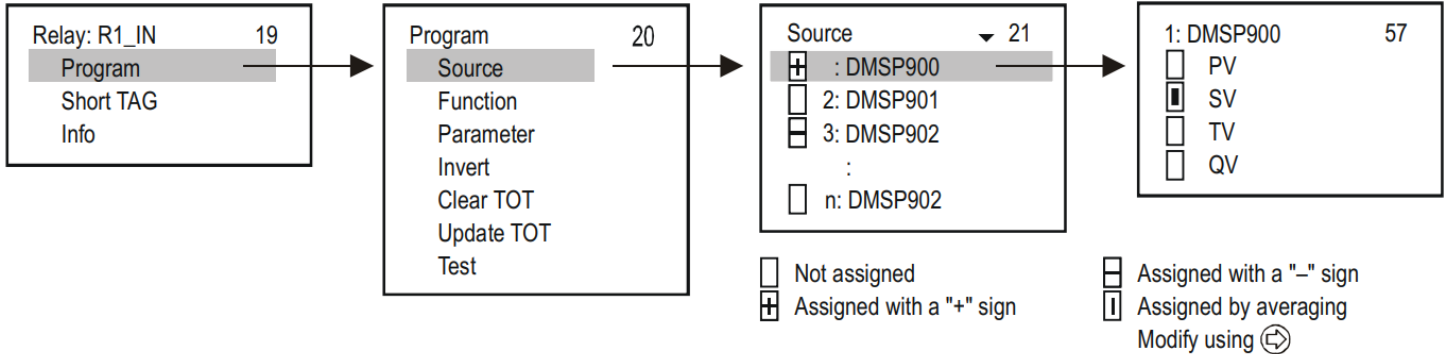 Relay: R1_IN 19
Program
Short TAG
Info
Program 20
Source
Function
Parameter
Invert
Clear TOT
Update TOT
Test
Source 21
: DMSP900
2: DMSP901
3: DMSP902
:
n: DMSP902
1: DMSP900 57
PV
SV
TV
QV
Not assigned
Assigned with a "+" sign
Assigned with a "–" sign
Assigned by averaging
Modify using